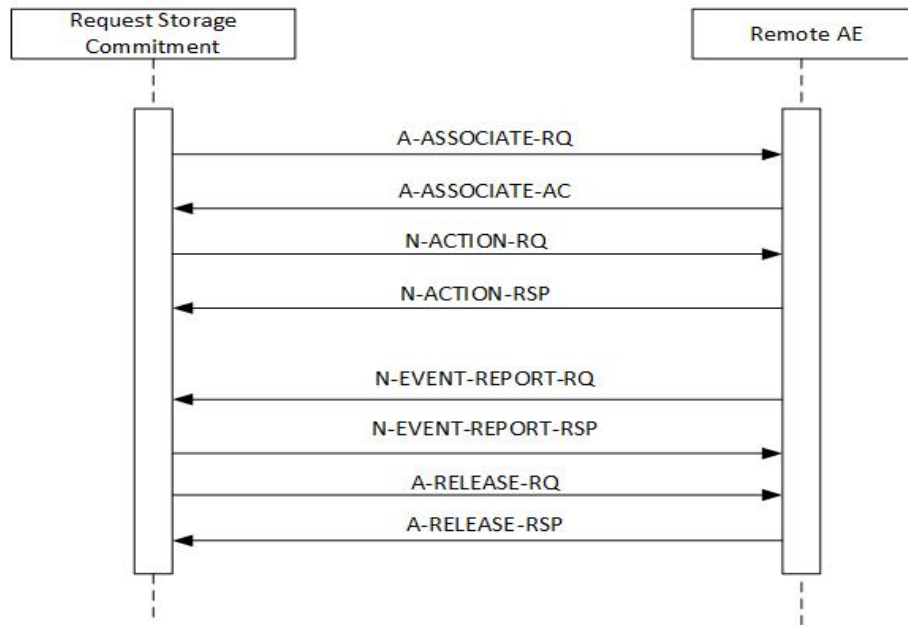 Request Storage
Commitment
Remote AE
A-ASSOCIATE-RQ
A-ASSOCIATE-AC
N-ACTION-RQ
N-ACTION-RSP
N-EVENT-REPORT-RQ
N-EVENT-REPORT-RSP
A-RELEASE-RQ
A-RELEASE-RSP